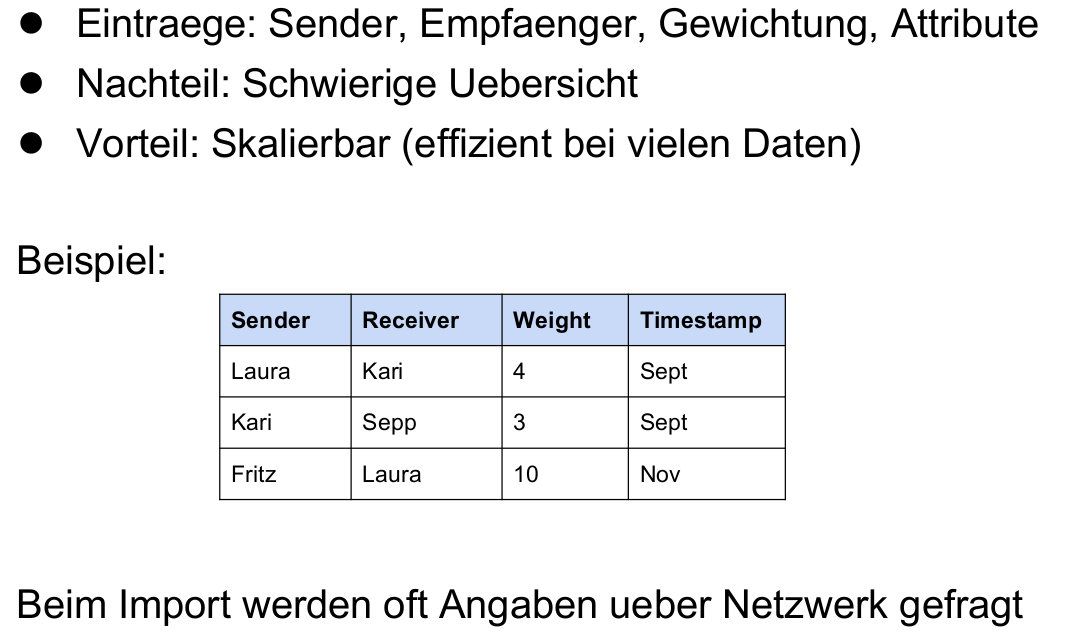 ● Eintraege: Sender, Empfaenger, Gewichtung, Attribute
● Nachteil: Schwierige Uebersicht
● Vorteil: Skalierbar (effizient bei vielen Daten)
Beispiel:
Sender Receiver Weight Timestamp
Laura Kari 4 Sept
Kari Sepp 3 Sept
Fritz Laura 10 Nov
Beim Import werden oft Angaben ueber Netzwerk gefragt